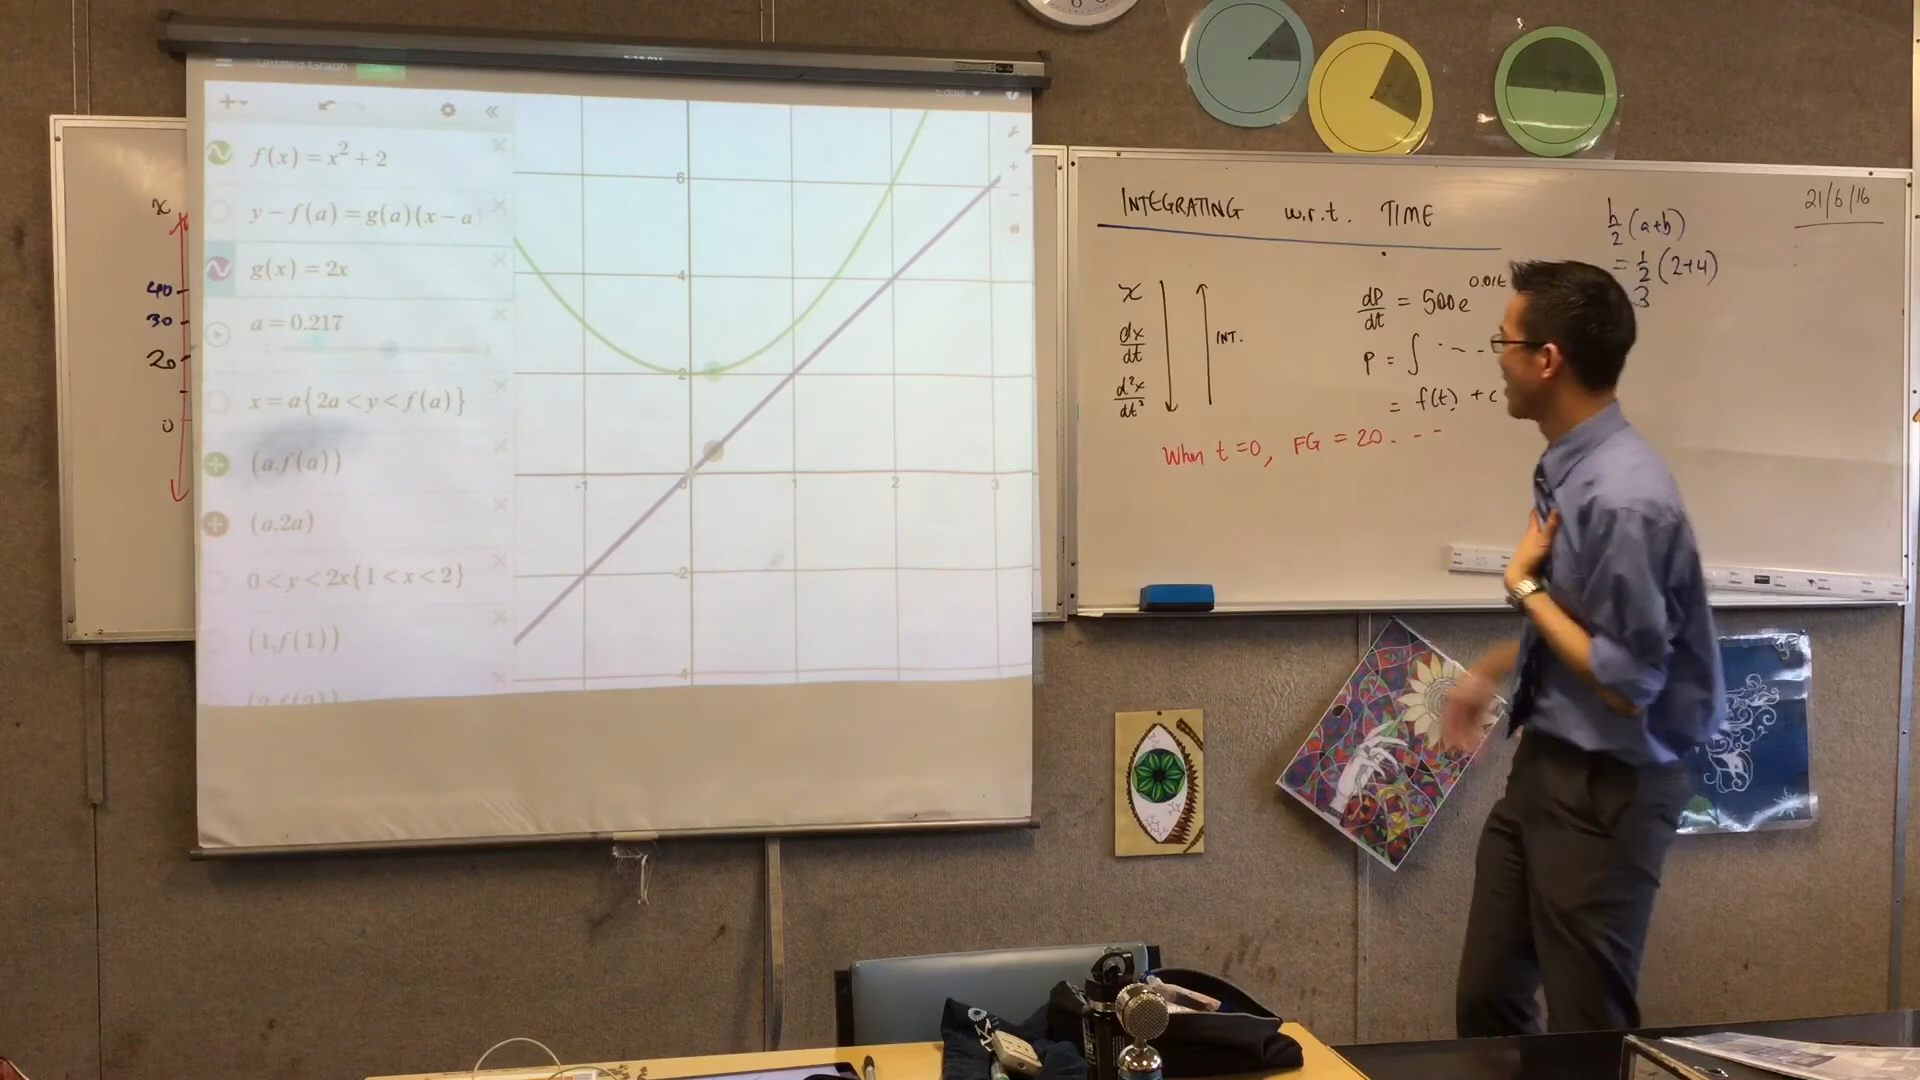 Untitled Graph
f(x) = x² + 2
y − f(a) = g(a)(x − a)
g(x) = 2x
a = 0.217
x = a{2a < y < f(a)}
(a,f(a))
(a,2a)
0 < y < 2x{1 < x < 2}
(1,f(1))
6
4
2
-1
0
1
2
3
-2
-4
x
40
30
20
0
INTEGRATING w.r.t. TIME
x
dx/dt
d²x/dt²
INT.
dP/dt = 500e^0.01t
P = ∫ . - - -
= f(t) + c
When t = 0, FG = 20. - - -
h/2 (a+b)
= 1/2 (2+4)
3
21/6/16